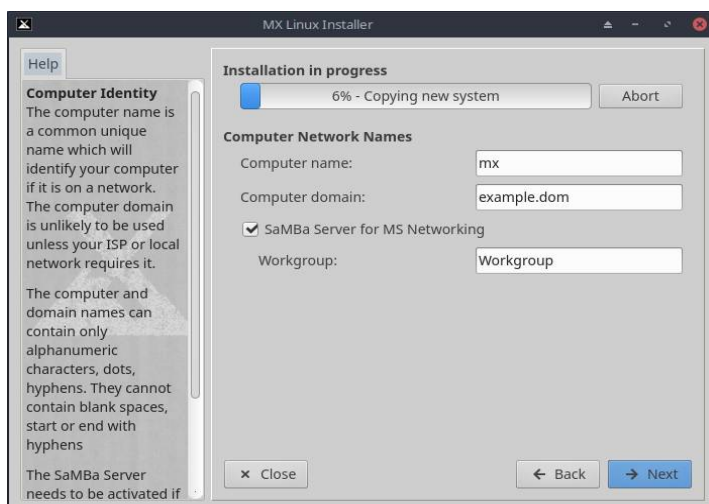 MX Linux Installer
Help
Computer Identity
The computer name is
a common unique
name which will
identify your computer
if it is on a network.
The computer domain
is unlikely to be used
unless your ISP or local
network requires it.
The computer and
domain names can
contain only
alphanumeric
characters, dots,
hyphens. They cannot
contain blank spaces,
start or end with
hyphens
The SaMBa Server
needs to be activated if
Installation in progress
6% - Copying new system
Abort
Computer Network Names
Computer name:
mx
Computer domain:
example.dom
SaMBa Server for MS Networking
Workgroup:
Workgroup
Close
Back
Next